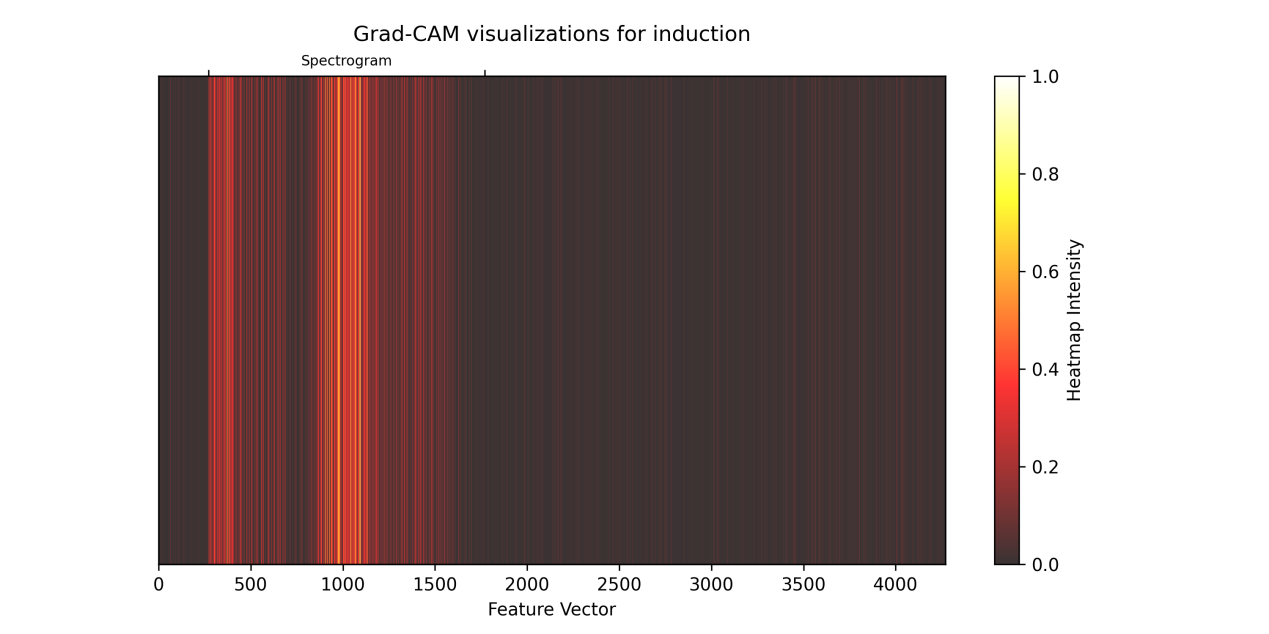 Grad-CAM visualizations for induction
Spectrogram
1.0
0.8
0.6
0.4
0.2
0.0
Heatmap Intensity
0 500 1000 1500 2000 2500 3000 3500 4000
Feature Vector